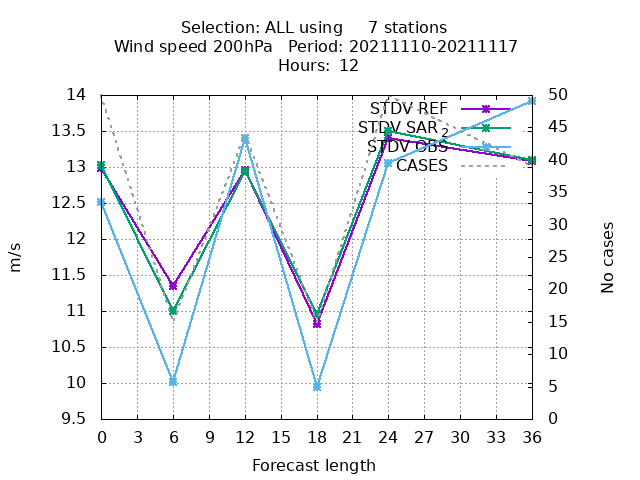 Selection: ALL using 7 stations
Wind speed 200hPa Period: 20211110-20211117
Hours: 12
STDV REF
STDV SAR 2
STDV OBS
CASES
14
13.5
13
12.5
12
11.5
11
10.5
10
9.5
m/s
50
45
40
35
30
25
20
15
10
5
0
No cases
0 3 6 9 12 15 18 21 24 27 30 33 36
Forecast length